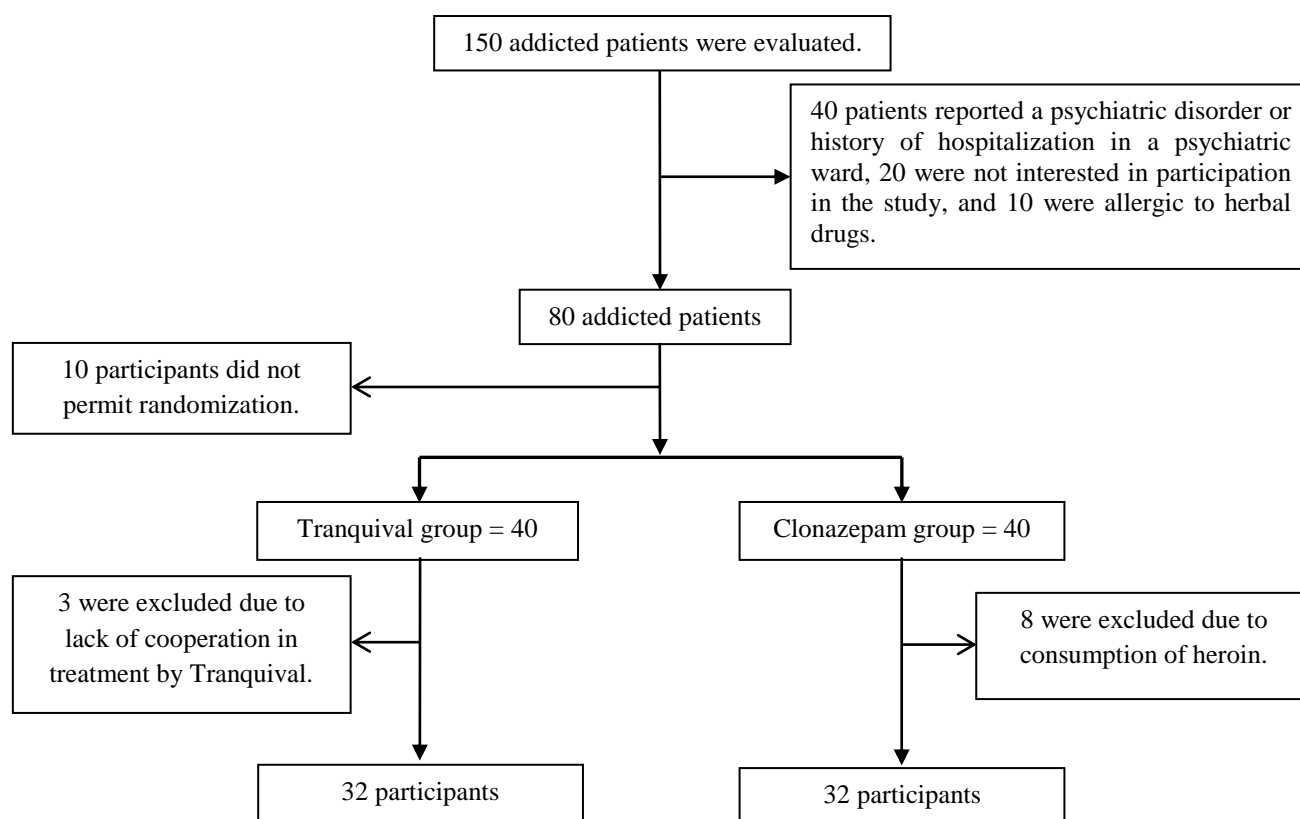 150 addicted patients were evaluated.
40 patients reported a psychiatric disorder or
history of hospitalization in a psychiatric
ward, 20 were not interested in participation
in the study, and 10 were allergic to herbal
drugs.
80 addicted patients
10 participants did not
permit randomization.
Tranquival group = 40
Clonazepam group = 40
3 were excluded due to
lack of cooperation in
treatment by Tranquival.
8 were excluded due to
consumption of heroin.
32 participants
32 participants